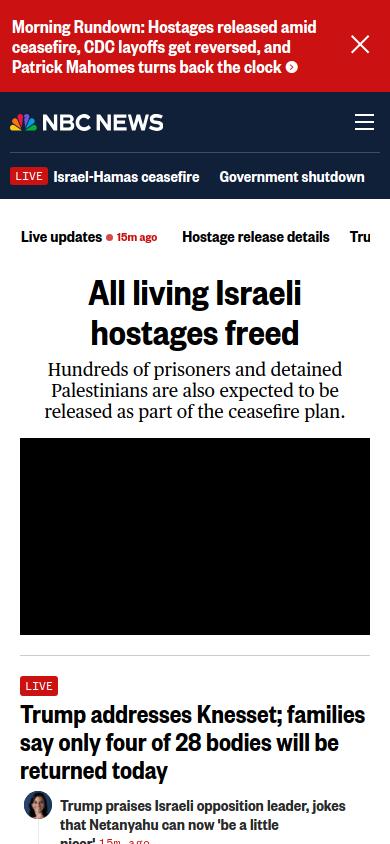 Morning Rundown: Hostages released amid
ceasefire, CDC layoffs get reversed, and
Patrick Mahomes turns back the clock
NBC NEWS
LIVE Israel-Hamas ceasefire Government shutdown
Live updates 15m ago Hostage release details Tru
All living Israeli
hostages freed
Hundreds of prisoners and detained
Palestinians are also expected to be
released as part of the ceasefire plan.
LIVE
Trump addresses Knesset; families
say only four of 28 bodies will be
returned today
Trump praises Israeli opposition leader, jokes
that Netanyahu can now 'be a little
nicer' 15m ago